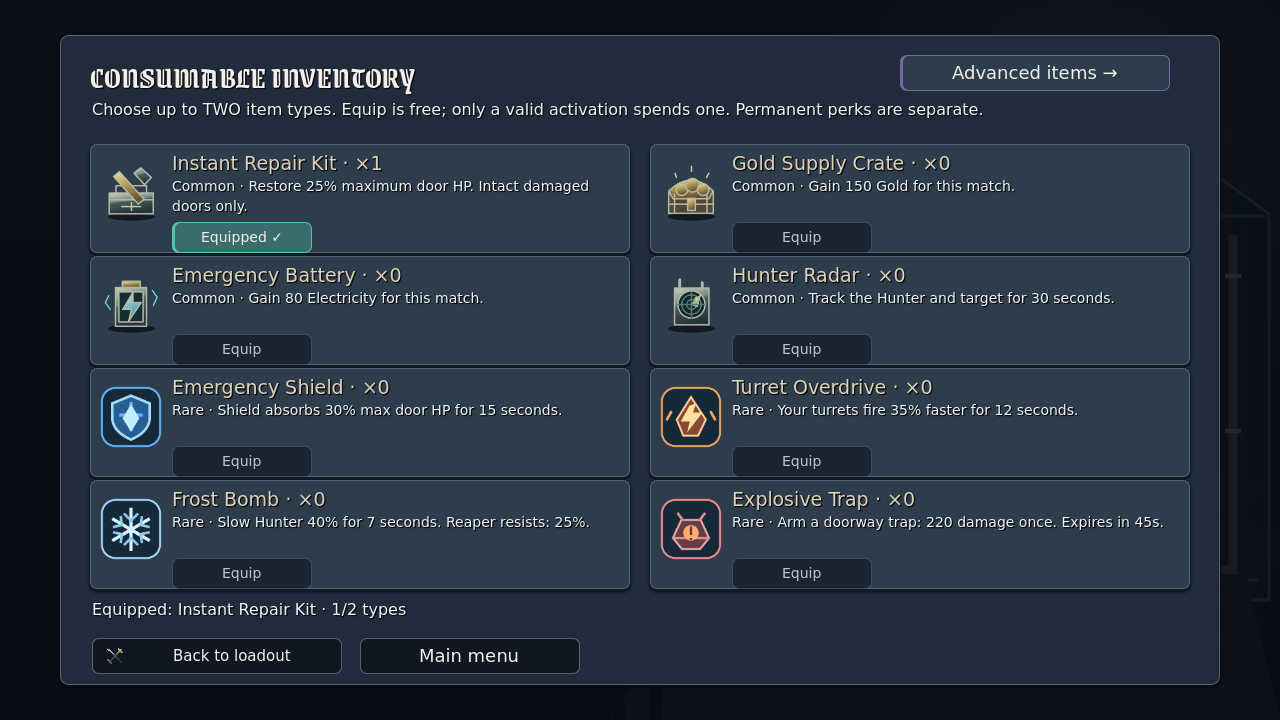 CONSUMABLE INVENTORY
Advanced items →
Choose up to TWO item types. Equip is free; only a valid activation spends one. Permanent perks are separate.
Instant Repair Kit · ×1
Common · Restore 25% maximum door HP. Intact damaged
doors only.
Equipped ✓
Gold Supply Crate · ×0
Common · Gain 150 Gold for this match.
Equip
Emergency Battery · ×0
Common · Gain 80 Electricity for this match.
Equip
Hunter Radar · ×0
Common · Track the Hunter and target for 30 seconds.
Equip
Emergency Shield · ×0
Rare · Shield absorbs 30% max door HP for 15 seconds.
Equip
Turret Overdrive · ×0
Rare · Your turrets fire 35% faster for 12 seconds.
Equip
Frost Bomb · ×0
Rare · Slow Hunter 40% for 7 seconds. Reaper resists: 25%.
Equip
Explosive Trap · ×0
Rare · Arm a doorway trap: 220 damage once. Expires in 45s.
Equip
Equipped: Instant Repair Kit · 1/2 types
Back to loadout
Main menu